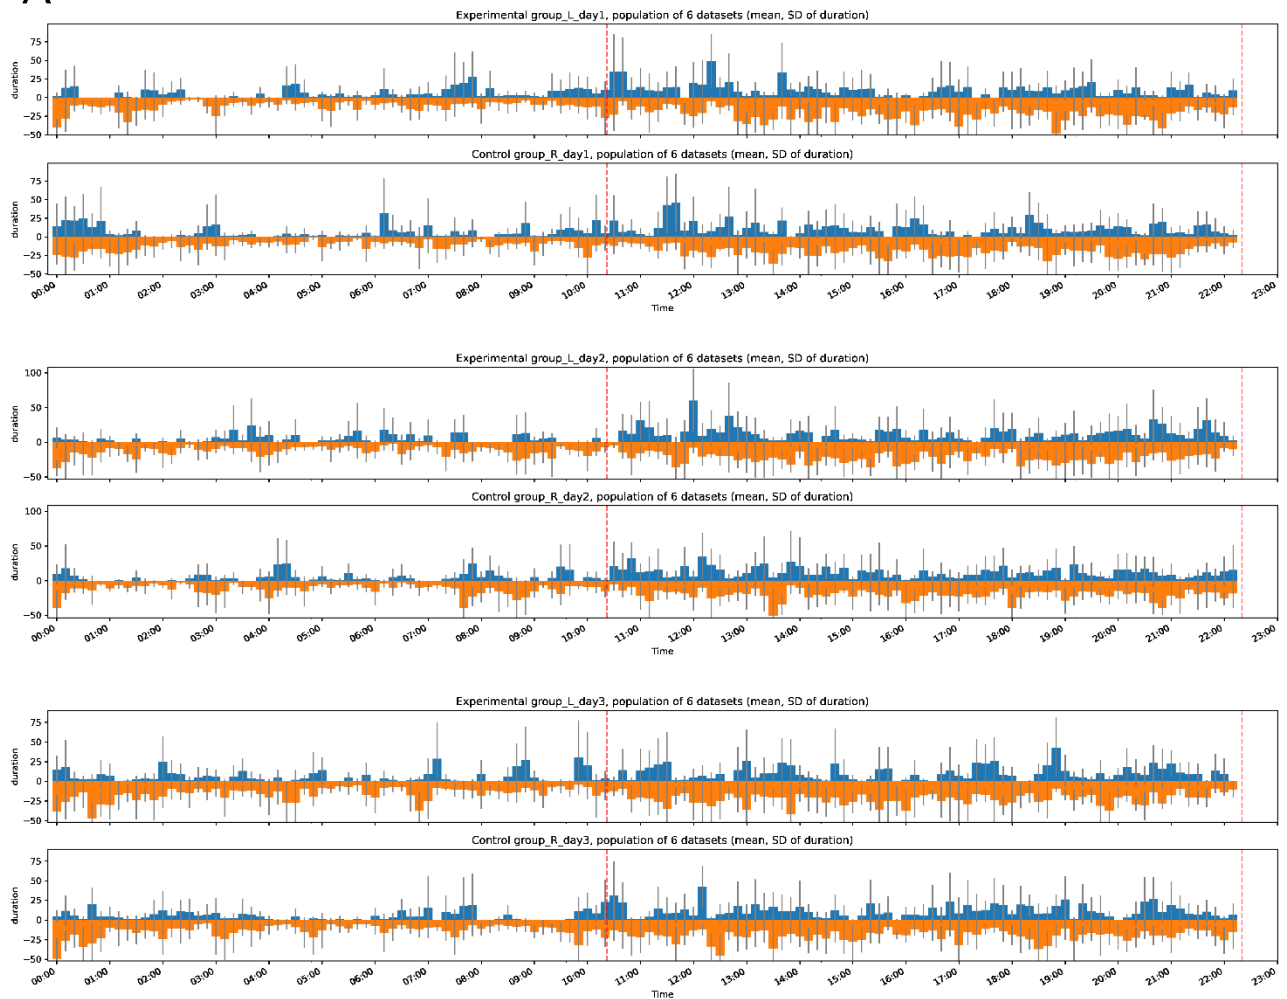 Experimental group_L_day1, population of 6 datasets (mean, SD of duration)
75
50
25
0
−25
−50
duration
Control group_R_day1, population of 6 datasets (mean, SD of duration)
75
50
25
0
−25
−50
duration
00:00 01:00 02:00 03:00 04:00 05:00 06:00 07:00 08:00 09:00 10:00 11:00 12:00 13:00 14:00 15:00 16:00 17:00 18:00 19:00 20:00 21:00 22:00 23:00
Time
Experimental group_L_day2, population of 6 datasets (mean, SD of duration)
100
50
0
−50
duration
Control group_R_day2, population of 6 datasets (mean, SD of duration)
100
50
0
−50
duration
00:00 01:00 02:00 03:00 04:00 05:00 06:00 07:00 08:00 09:00 10:00 11:00 12:00 13:00 14:00 15:00 16:00 17:00 18:00 19:00 20:00 21:00 22:00 23:00
Time
Experimental group_L_day3, population of 6 datasets (mean, SD of duration)
75
50
25
0
−25
−50
duration
Control group_R_day3, population of 6 datasets (mean, SD of duration)
75
50
25
0
−25
−50
duration
00:00 01:00 02:00 03:00 04:00 05:00 06:00 07:00 08:00 09:00 10:00 11:00 12:00 13:00 14:00 15:00 16:00 17:00 18:00 19:00 20:00 21:00 22:00 23:00
Time